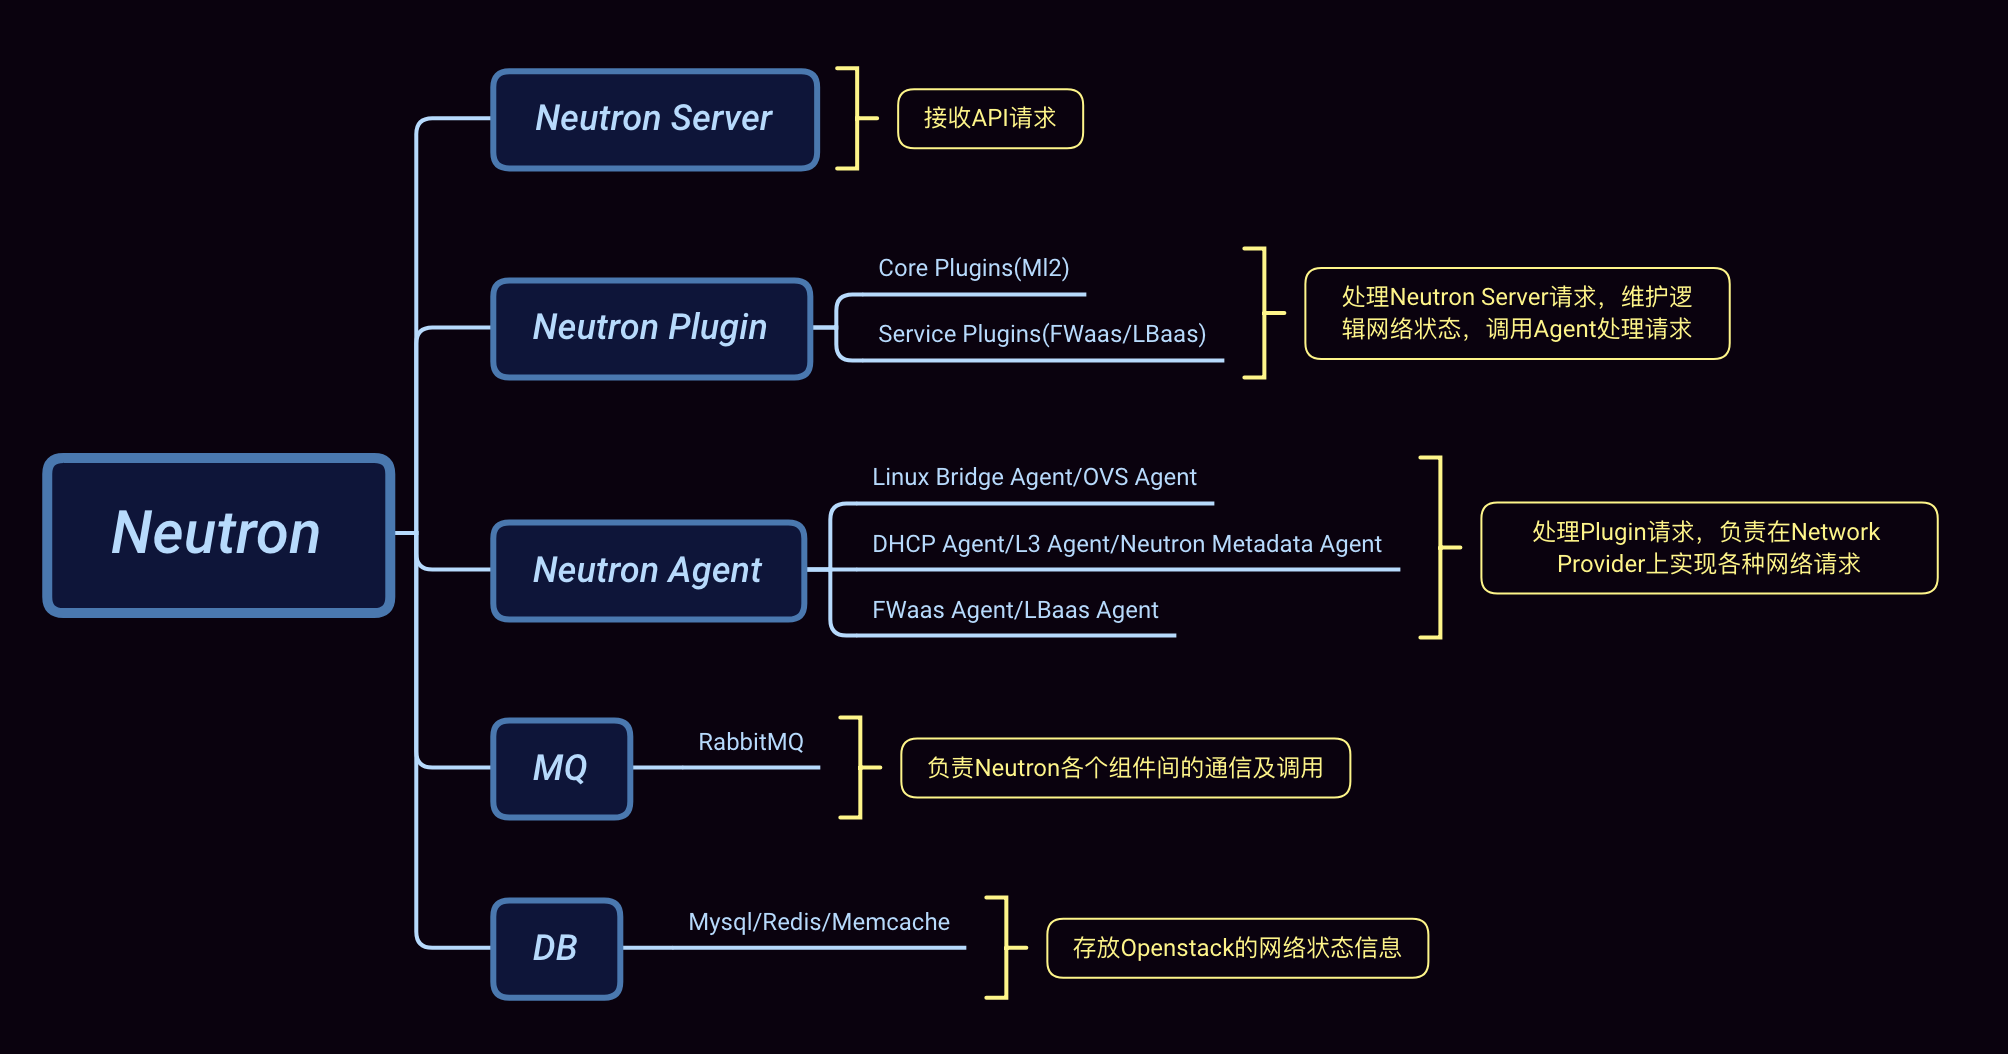 Neutron
Neutron Server
接收API请求
Neutron Plugin
Core Plugins(Ml2)
Service Plugins(FWaas/LBaas)
处理Neutron Server请求，维护逻
辑网络状态，调用Agent处理请求
Neutron Agent
Linux Bridge Agent/OVS Agent
DHCP Agent/L3 Agent/Neutron Metadata Agent
FWaas Agent/LBaas Agent
处理Plugin请求，负责在Network
Provider上实现各种网络请求
MQ
RabbitMQ
负责Neutron各个组件间的通信及调用
DB
Mysql/Redis/Memcache
存放Openstack的网络状态信息